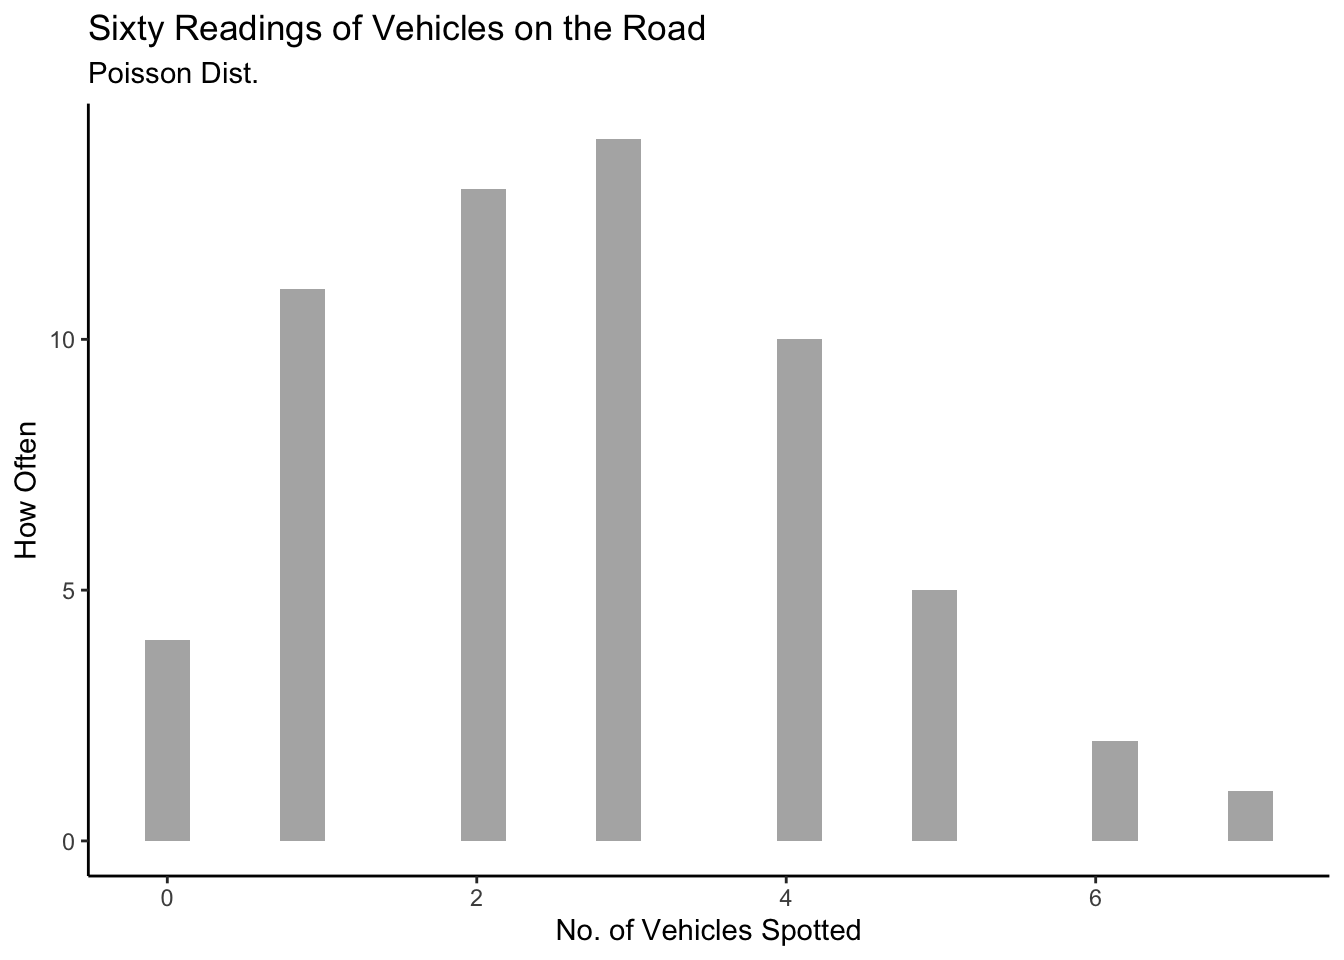 Sixty Readings of Vehicles on the Road
Poisson Dist.
How Often
10
5
0
0 2 4 6
No. of Vehicles Spotted